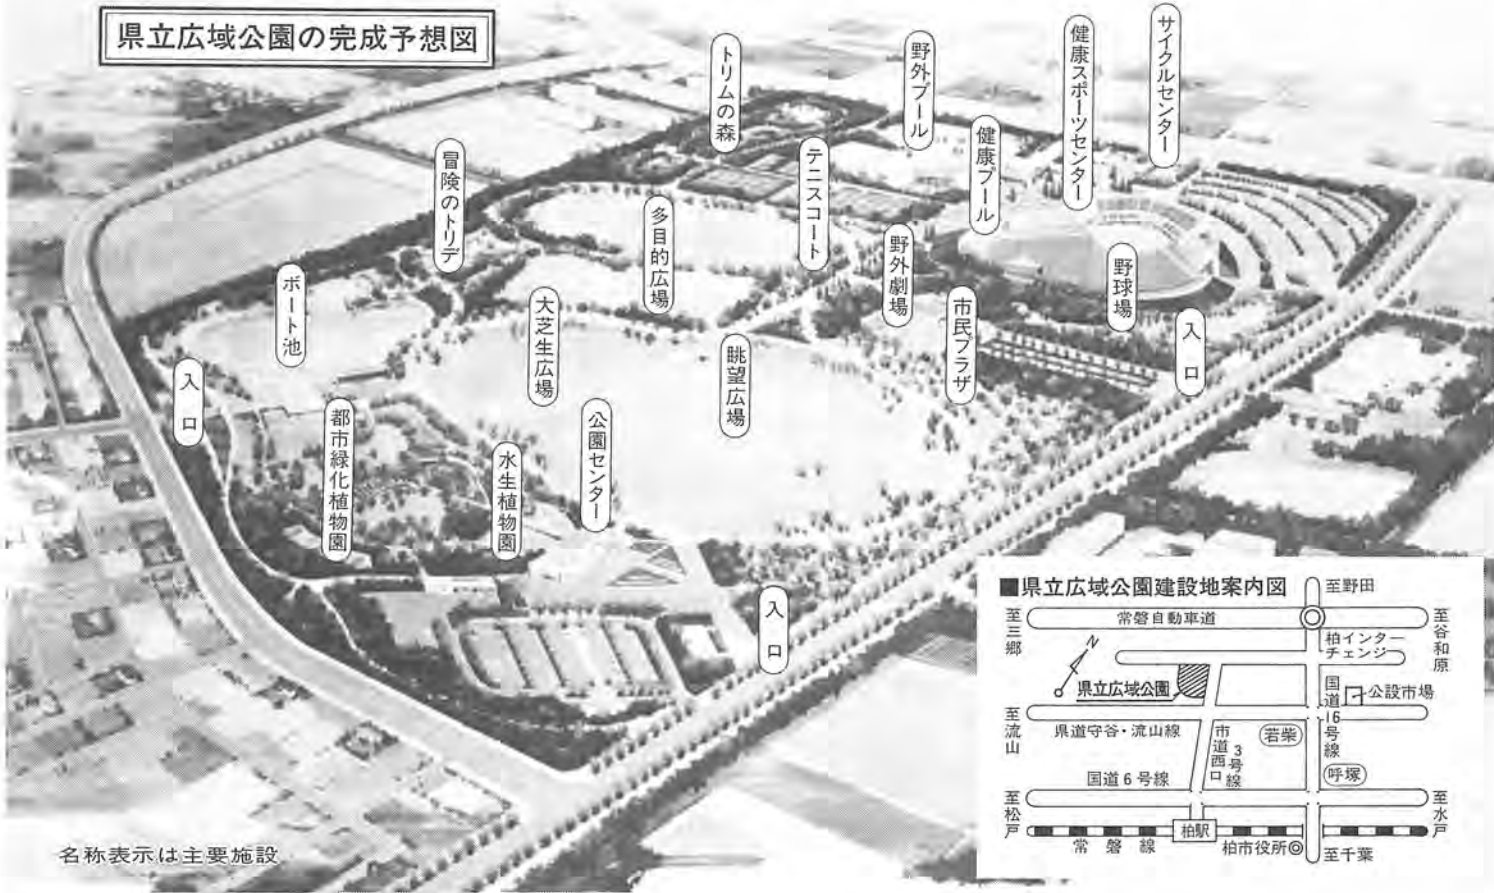 県立広域公園の完成予想図
トリムの森
野外プール
健康スポーツセンター
サイクルセンター
冒険のトリデ
テニスコート
健康プール
多目的広場
野外劇場
野球場
ボート池
大芝生広場
眺望広場
市民プラザ
入口
入口
都市緑化植物園
水生植物園
公園センター
入口
名称表示は主要施設
■県立広域公園建設地案内図
至野田
至三郷
常磐自動車道
至谷和原
柏インターチェンジ
N
県立広域公園
国道16号線
公設市場
至流山
県道守谷・流山線
市道西口3号線
若柴
国道6号線
呼塚
至松戸
至水戸
柏駅
常磐線
柏市役所◎
至千葉